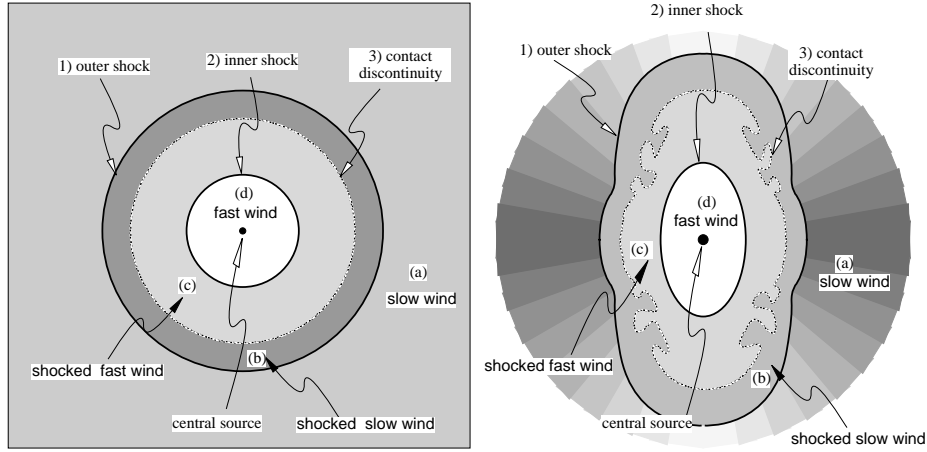 1) outer shock
2) inner shock
3) contact
discontinuity
(d)
fast wind
(c)
(a)
slow wind
(b)
shocked fast wind
central source
shocked slow wind
2) inner shock
1) outer shock
3) contact
discontinuity
(d)
fast wind
(c)
(a)
slow wind
shocked fast wind
(b)
central source
shocked slow wind